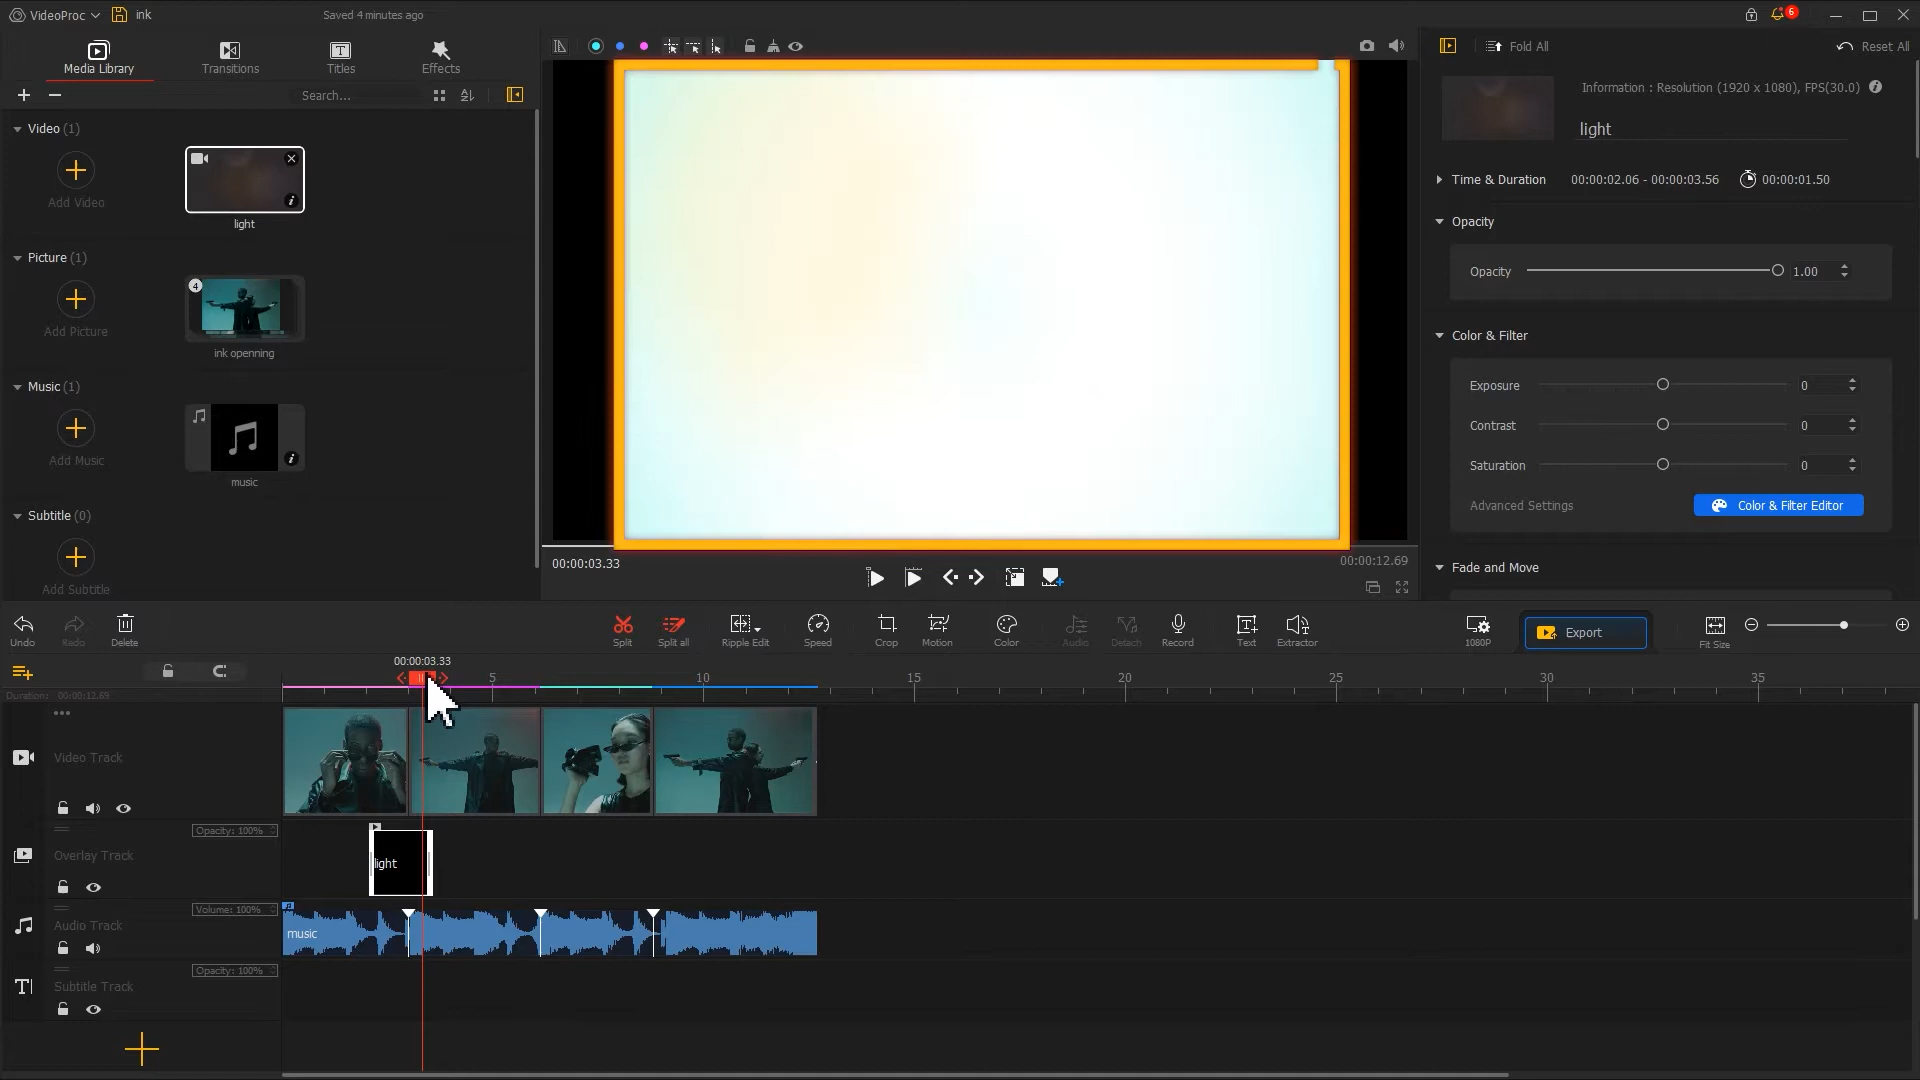 VideoProc
ink
Saved 4 minutes ago
6
Media Library
Transitions
Titles
Effects
Search...
Fold All
Reset All
Information : Resolution (1920 x 1080), FPS(30.0)
light
Video (1)
Add Video
light
Time & Duration
00:00:02.06 - 00:00:03.56
00:00:01.50
Opacity
Picture (1)
4
Opacity
1.00
Add Picture
ink openning
Color & Filter
Music (1)
Exposure
0
Contrast
0
Add Music
music
Saturation
0
Advanced Settings
Color & Filter Editor
Subtitle (0)
Add Subtitle
00:00:03.33
00:00:12.69
Fade and Move
Undo
Redo
Delete
Split
Split all
Ripple Edit
Speed
Crop
Motion
Color
Audio
Detach
Record
Text
Extractor
1080P
Export
Fit Size
00:00:03.33
5
10
15
20
25
30
35
Duration: 00:00:12.69
Video Track
Opacity: 100%
Overlay Track
light
Volume: 100%
Audio Track
music
Opacity: 100%
Subtitle Track